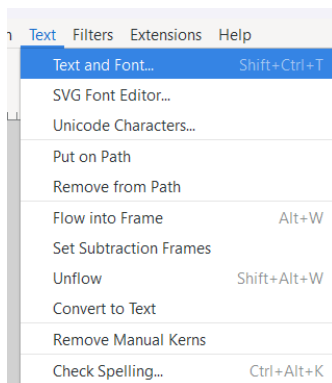 Text Filters Extensions Help
Text and Font... Shift+Ctrl+T
SVG Font Editor...
Unicode Characters...
Put on Path
Remove from Path
Flow into Frame Alt+W
Set Subtraction Frames
Unflow Shift+Alt+W
Convert to Text
Remove Manual Kerns
Check Spelling... Ctrl+Alt+K